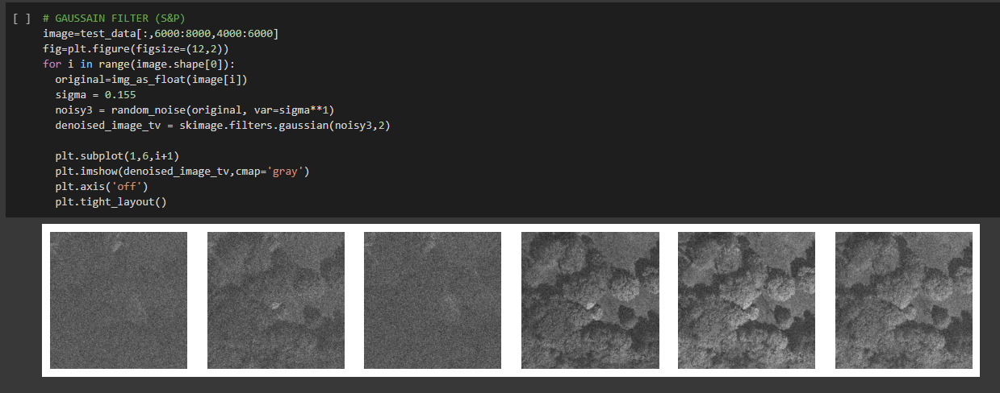 [ ] # GAUSSAIN FILTER (S&P)
image=test_data[:,6000:8000,4000:6000]
fig=plt.figure(figsize=(12,2))
for i in range(image.shape[0]):
  original=img_as_float(image[i])
  sigma = 0.155
  noisy3 = random_noise(original, var=sigma**1)
  denoised_image_tv = skimage.filters.gaussian(noisy3,2)
  plt.subplot(1,6,i+1)
  plt.imshow(denoised_image_tv,cmap='gray')
  plt.axis('off')
  plt.tight_layout()